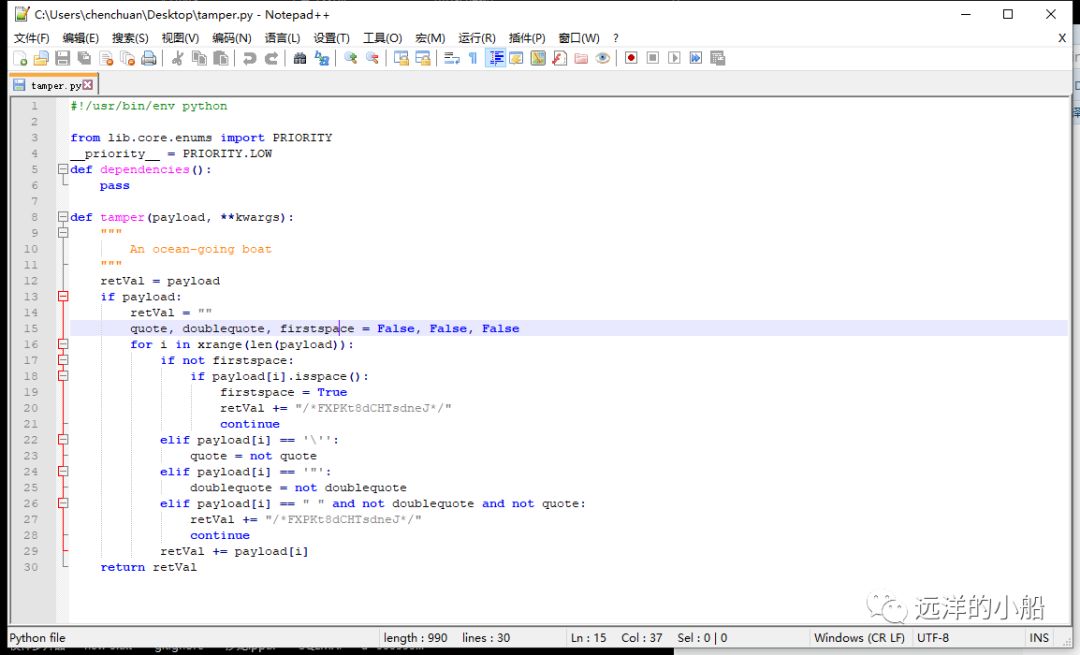 C:\Users\chenchuan\Desktop\tamper.py - Notepad++
文件(F) 编辑(E) 搜索(S) 视图(V) 编码(N) 语言(L) 设置(T) 工具(O) 宏(M) 运行(R) 插件(P) 窗口(W) ? X
tamper.py
1 #!/usr/bin/env python
2
3 from lib.core.enums import PRIORITY
4 __priority__ = PRIORITY.LOW
5 def dependencies():
6     pass
7
8 def tamper(payload, **kwargs):
9     """
10         An ocean-going boat
11     """
12     retVal = payload
13     if payload:
14         retVal = ""
15         quote, doublequote, firstspace = False, False, False
16         for i in xrange(len(payload)):
17             if not firstspace:
18                 if payload[i].isspace():
19                     firstspace = True
20                     retVal += "/*FXPKt8dCHTsdneJ*/"
21                     continue
22             elif payload[i] == '\'':
23                 quote = not quote
24             elif payload[i] == '"':
25                 doublequote = not doublequote
26             elif payload[i] == " " and not doublequote and not quote:
27                 retVal += "/*FXPKt8dCHTsdneJ*/"
28                 continue
29             retVal += payload[i]
30     return retVal
远洋的小船
Python file length : 990 lines : 30 Ln : 15 Col : 37 Sel : 0 | 0 Windows (CR LF) UTF-8 INS